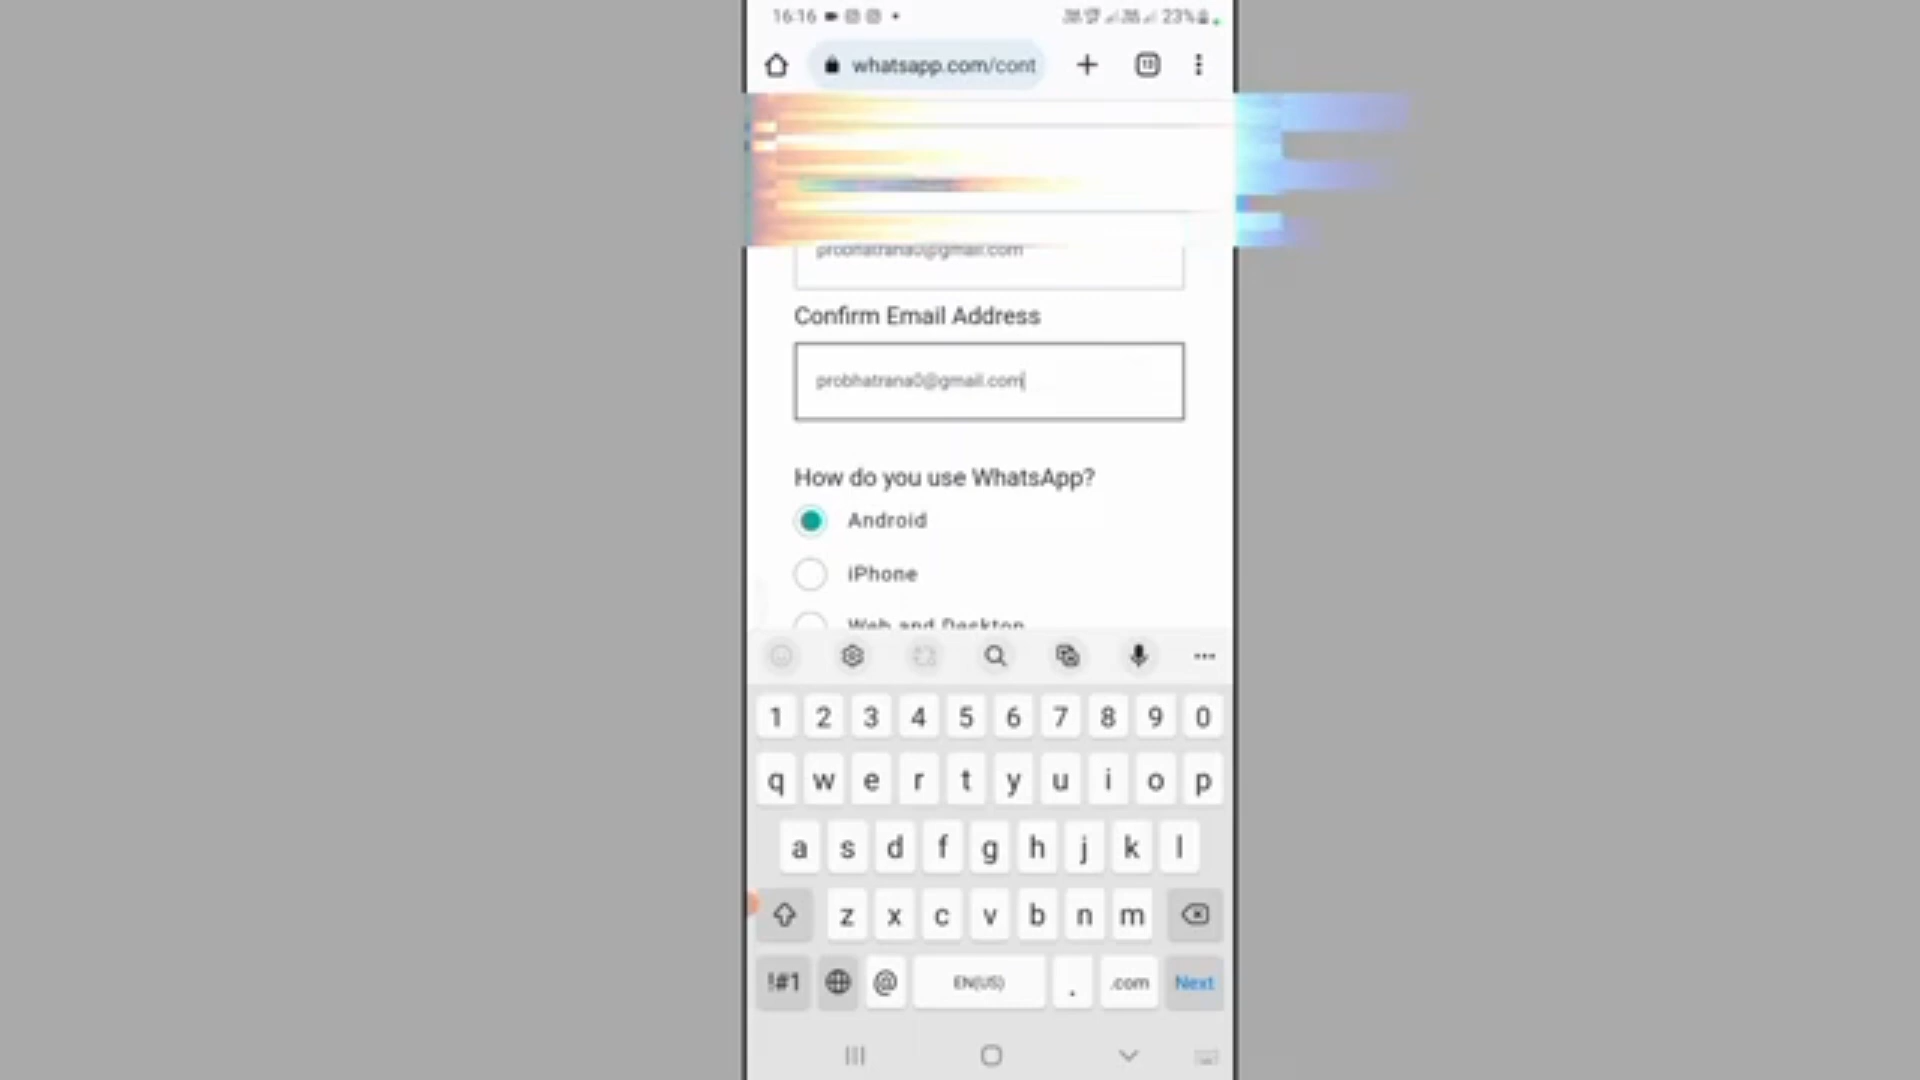 16:16
23%
whatsapp.com/cont
probhatrana0@gmail.com
Confirm Email Address
probhatrana0@gmail.com
How do you use WhatsApp?
Android
iPhone
Web and Desktop
1 2 3 4 5 6 7 8 9 0
q w e r t y u i o p
a s d f g h j k l
z x c v b n m
!#1 @ EN(US) . .com Next